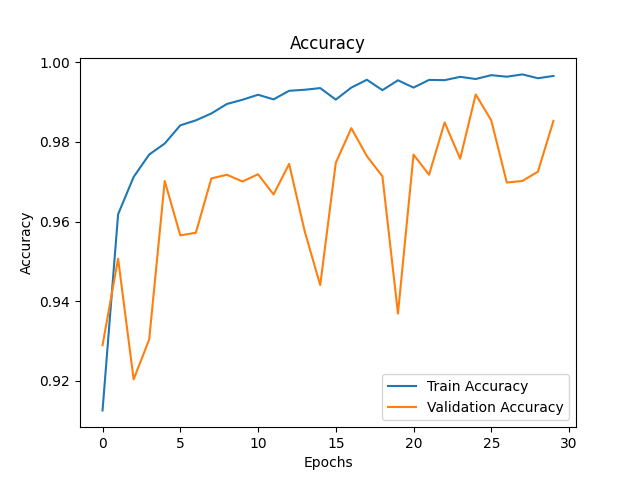 Accuracy
1.00
0.98
0.96
0.94
0.92
Accuracy
Train Accuracy
Validation Accuracy
0 5 10 15 20 25 30
Epochs